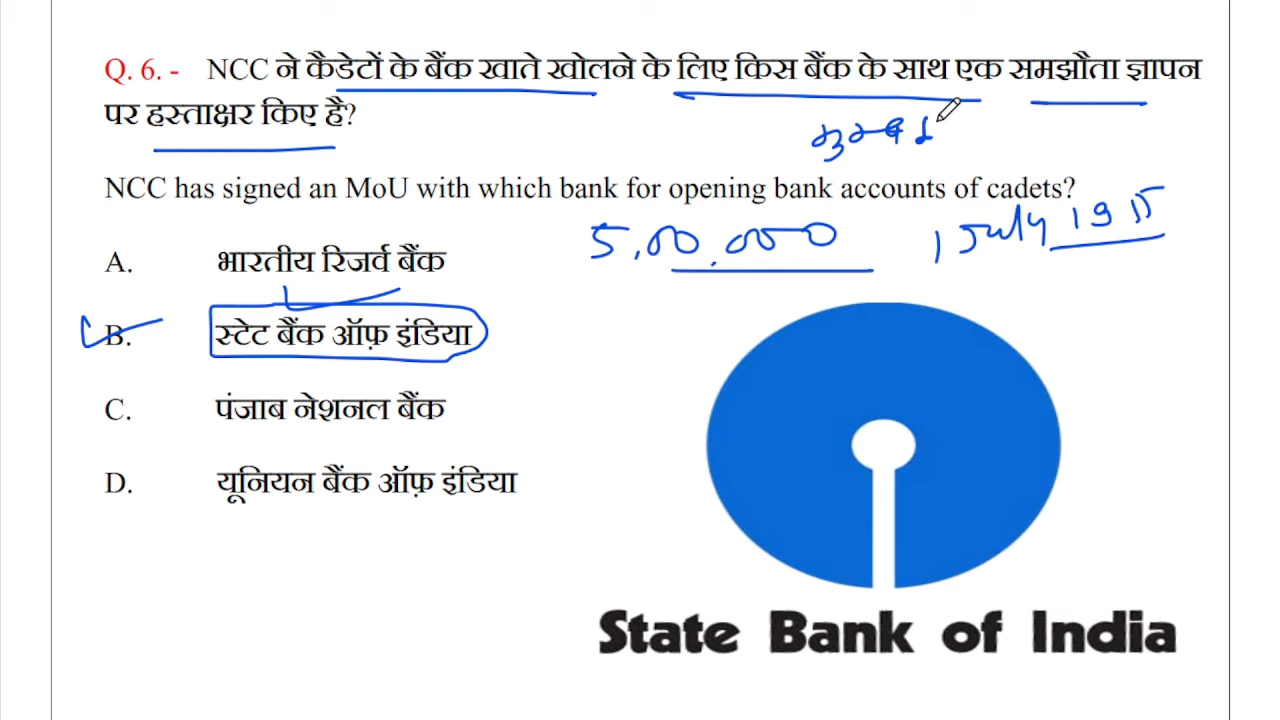 Q. 6. - NCC ने कैडेटों के बैंक खाते खोलने के लिए किस बैंक के साथ एक समझौता ज्ञापन
पर हस्ताक्षर किए है?
NCC has signed an MoU with which bank for opening bank accounts of cadets?
5,00,000
1 July 1955
A. भारतीय रिजर्व बैंक
B. स्टेट बैंक ऑफ़ इंडिया
C. पंजाब नेशनल बैंक
D. यूनियन बैंक ऑफ़ इंडिया
State Bank of India